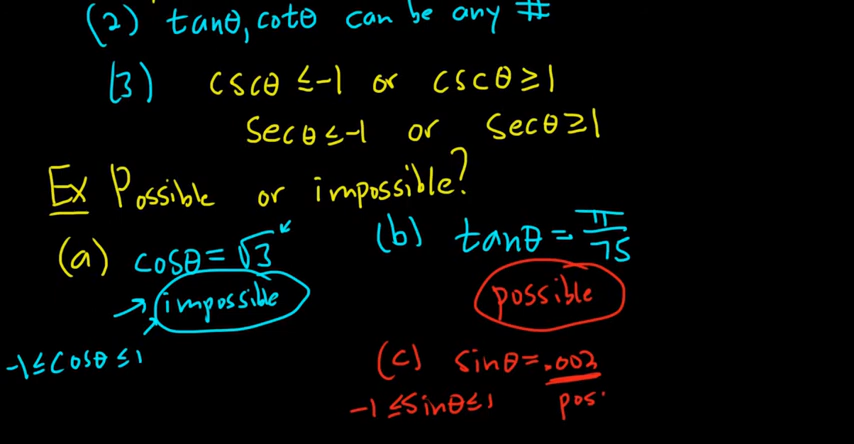 (2) tanθ, cotθ can be any #
(3) cscθ ≤ -1 or cscθ ≥ 1
secθ ≤ -1 or secθ ≥ 1
Ex Possible or impossible?
(a) cosθ = √3
impossible
-1 ≤ cosθ ≤ 1
(b) tanθ = π/75
possible
(c) sinθ = .003
-1 ≤ sinθ ≤ 1 pos